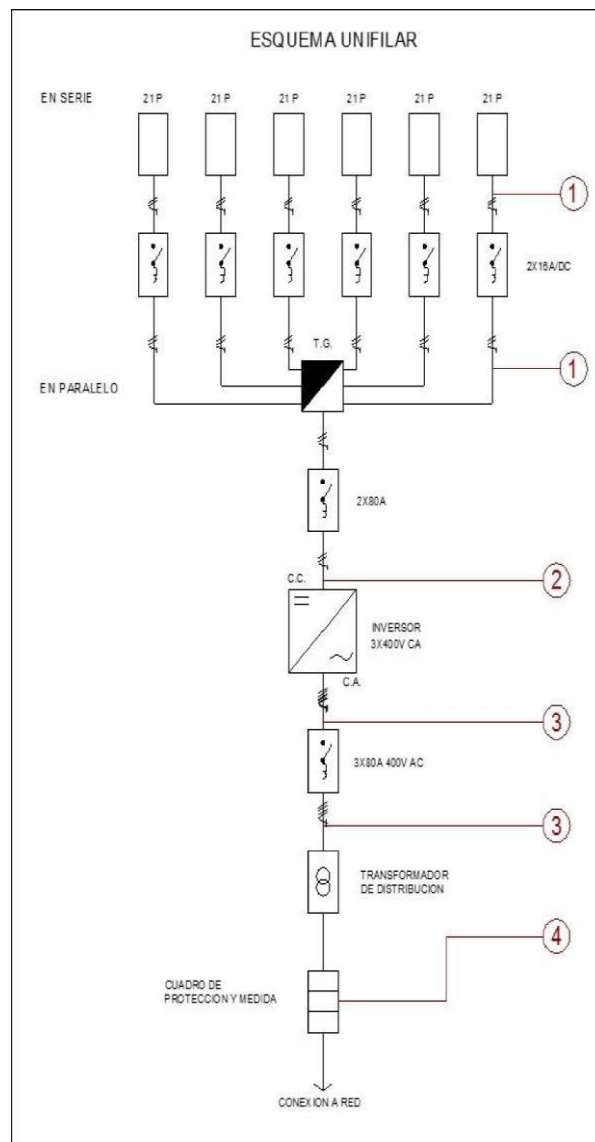 ESQUEMA UNIFILAR
EN SERIE
21 P
21 P
21 P
21 P
21 P
21 P
1
2X16A/DC
T.G.
1
EN PARALELO
2X80A
C.C.
2
INVERSOR
3X400V CA
C.A.
3
3X80A 400V AC
3
TRANSFORMADOR
DE DISTRIBUCION
4
CUADRO DE
PROTECCION Y MEDIDA
CONEXION A RED